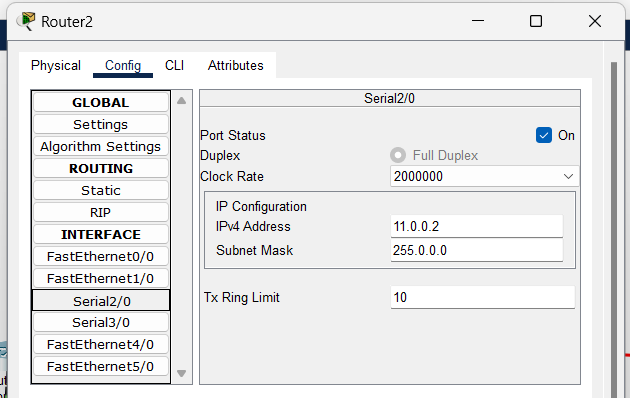 Router2
Physical Config CLI Attributes
GLOBAL
Settings
Algorithm Settings
ROUTING
Static
RIP
INTERFACE
FastEthernet0/0
FastEthernet1/0
Serial2/0
Serial3/0
FastEthernet4/0
FastEthernet5/0
Serial2/0
Port Status On
Duplex Full Duplex
Clock Rate 2000000
IP Configuration
IPv4 Address 11.0.0.2
Subnet Mask 255.0.0.0
Tx Ring Limit 10